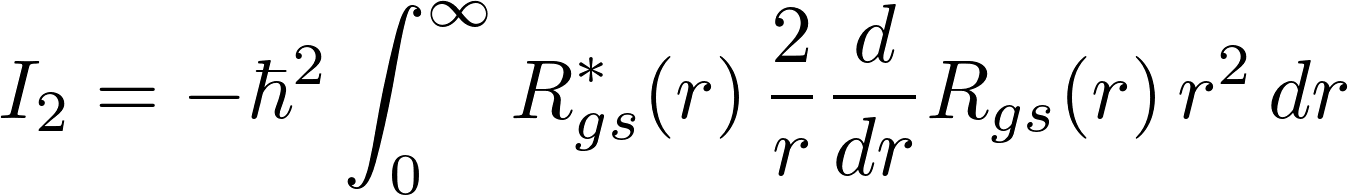 $I_2 = -\hbar^2 \int_0^\infty R_{gs}^*(r) \frac{2}{r} \frac{d}{dr} R_{gs}(r) \, r^2 \, dr$